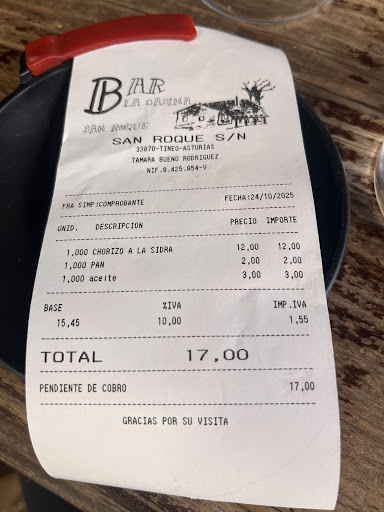 BAR
LA CASINA
SAN ROQUE
SAN ROQUE S/N
33870-TINEO-ASTURIAS
TAMARA BUENO RODRIGUEZ
NIF.9.425.954-V
FRA SIMP:COMPROBANTE FECHA:24/10/2025
UNID. DESCRIPCION PRECIO IMPORTE
1,000 CHORIZO A LA SIDRA 12,00 12,00
1,000 PAN 2,00 2,00
1,000 aceite 3,00 3,00
BASE %IVA IMP.IVA
15,45 10,00 1,55
TOTAL 17,00
PENDIENTE DE COBRO 17,00
GRACIAS POR SU VISITA